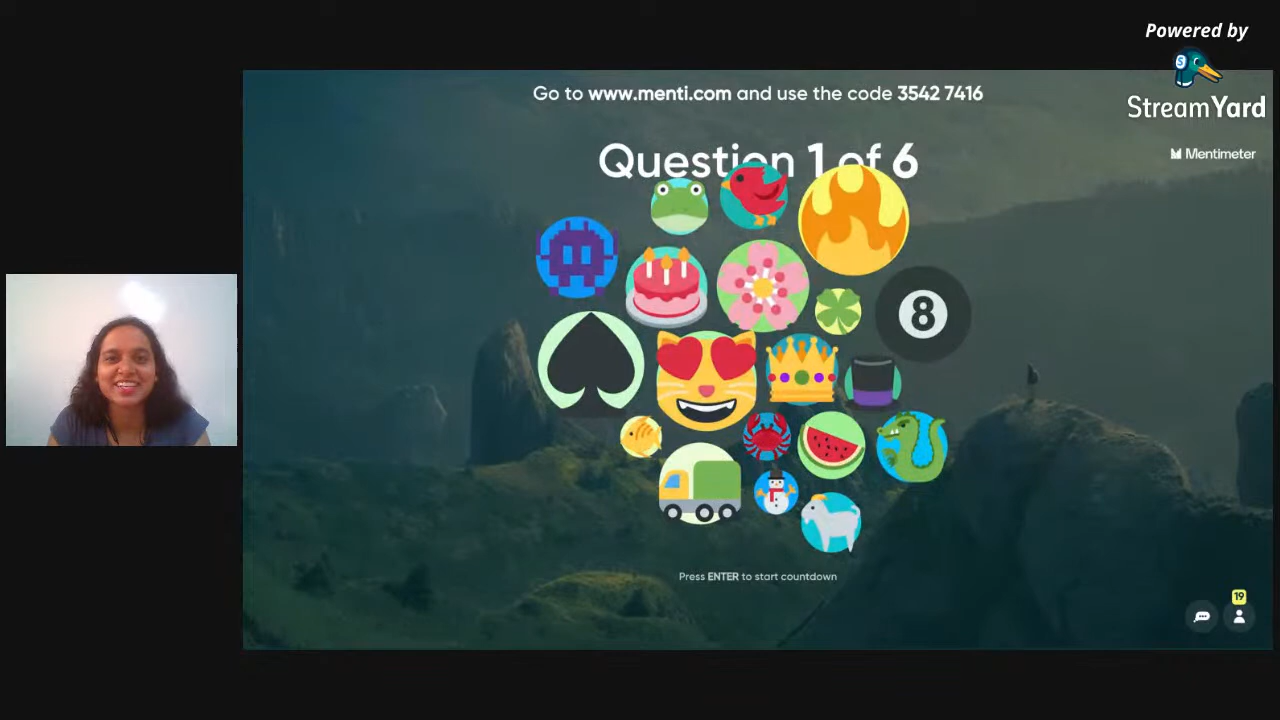 Powered by
StreamYard
Go to www.menti.com and use the code 3542 7416
Mentimeter
Question 1 of 6
8
Press ENTER to start countdown
19